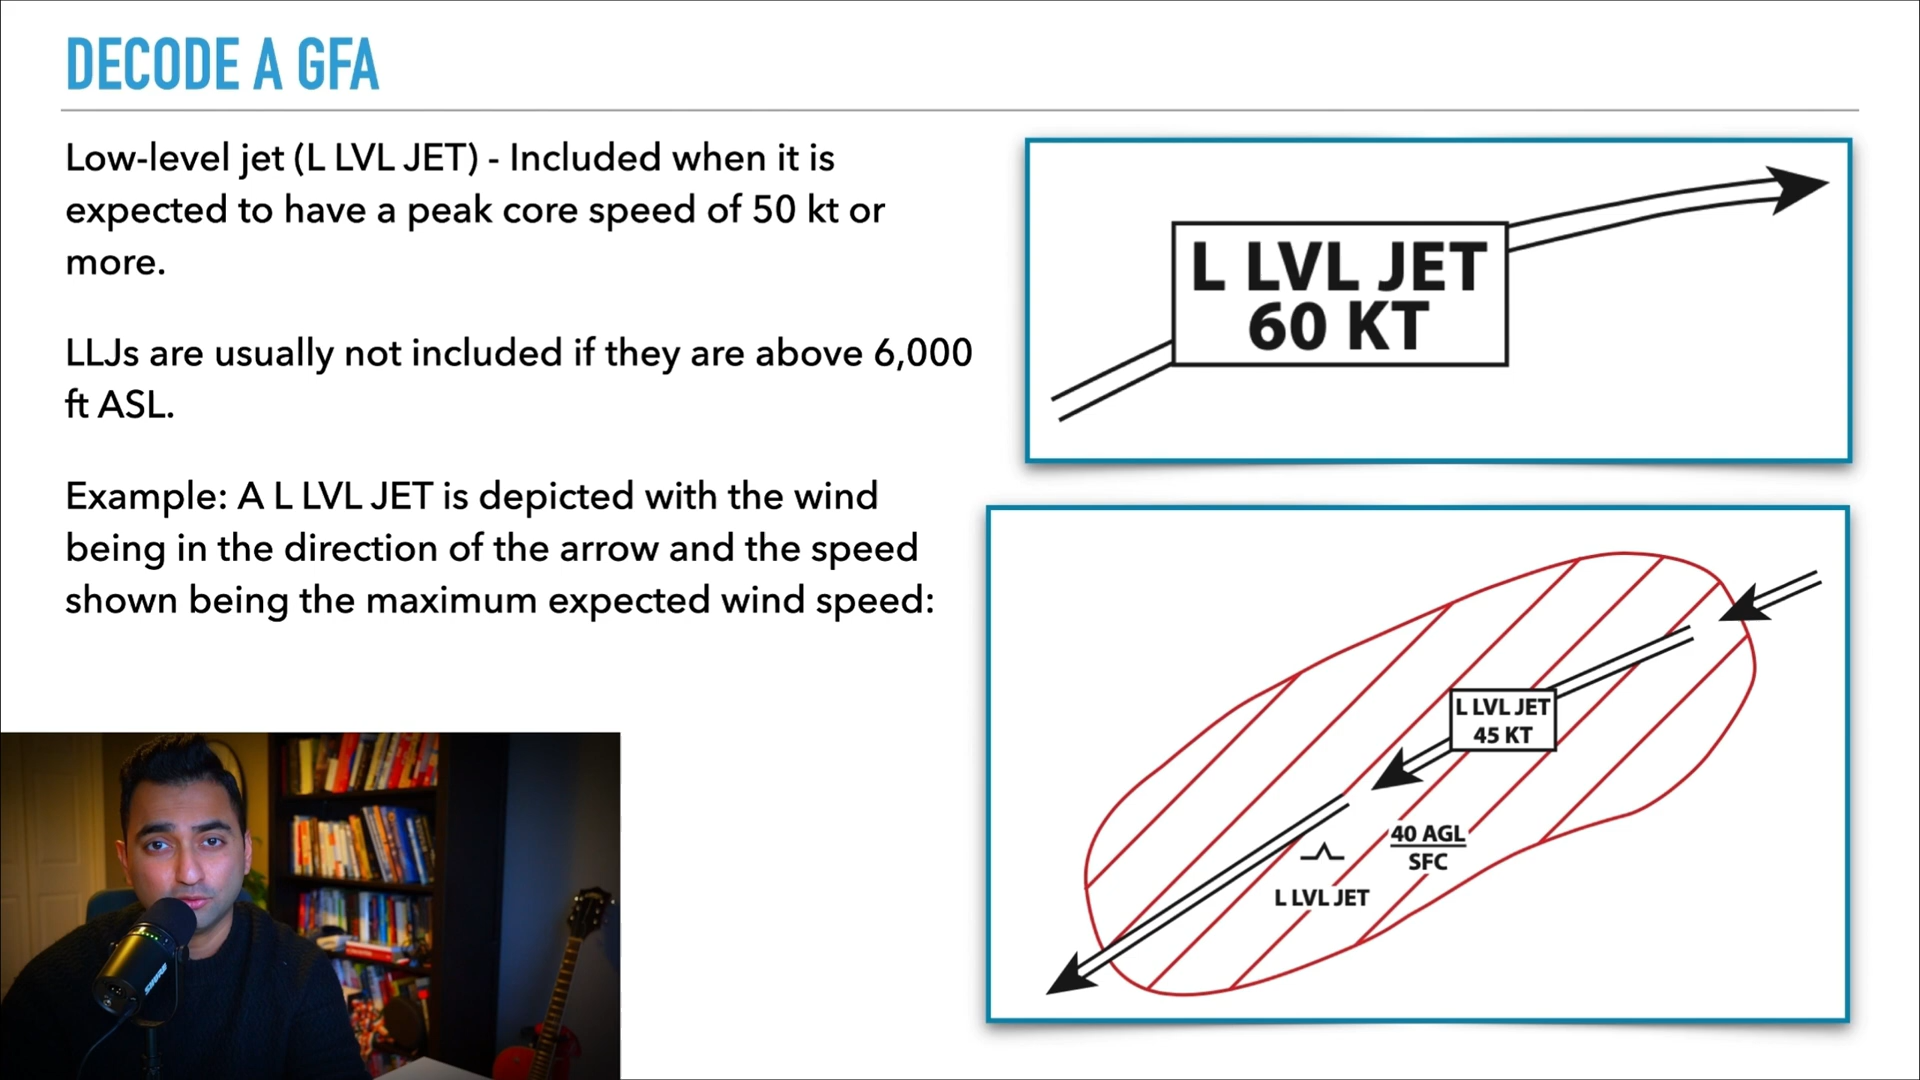 DECODE A GFA
Low-level jet (L LVL JET) - Included when it is
expected to have a peak core speed of 50 kt or
more.
LLJs are usually not included if they are above 6,000
ft ASL.
Example: A L LVL JET is depicted with the wind
being in the direction of the arrow and the speed
shown being the maximum expected wind speed:
L LVL JET
60 KT
L LVL JET
45 KT
40 AGL
SFC
L LVL JET
SHURE